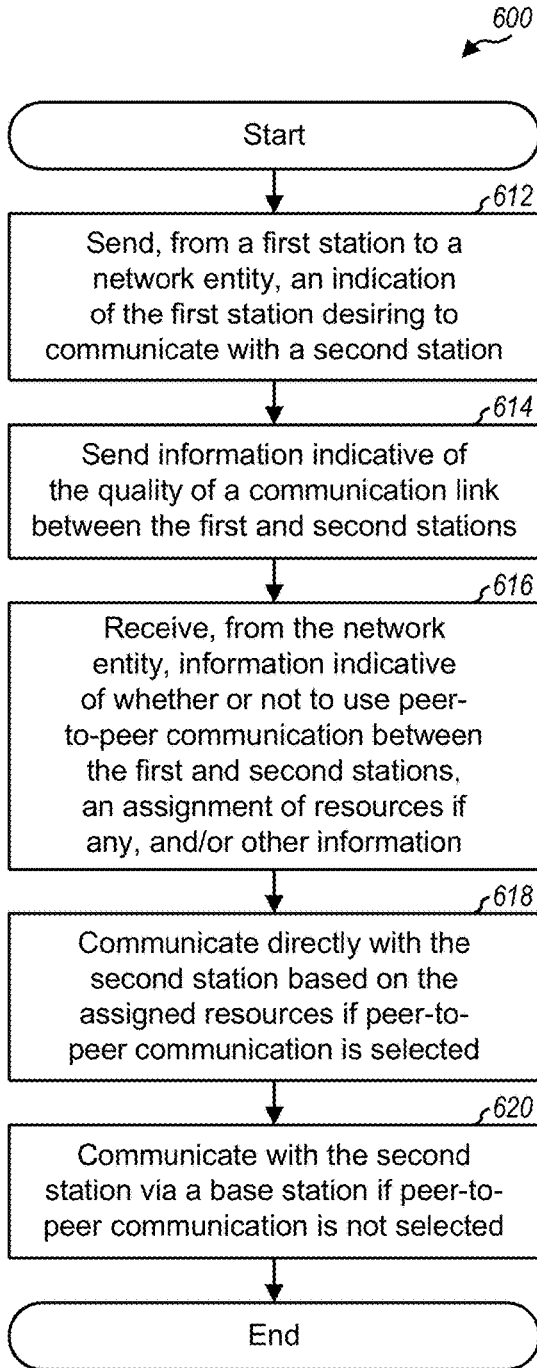 600
Start
612
Send, from a first station to a
network entity, an indication
of the first station desiring to
communicate with a second station
614
Send information indicative of
the quality of a communication link
between the first and second stations
616
Receive, from the network
entity, information indicative
of whether or not to use peer-
to-peer communication between
the first and second stations,
an assignment of resources if
any, and/or other information
618
Communicate directly with the
second station based on the
assigned resources if peer-to-
peer communication is selected
620
Communicate with the second
station via a base station if peer-to-
peer communication is not selected
End